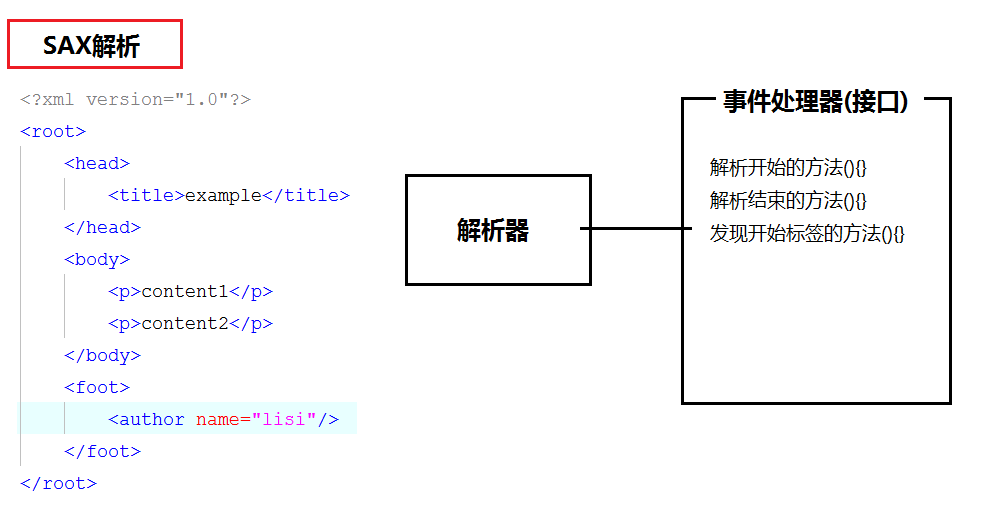 SAX解析
<?xml version="1.0"?>
<root>
<head>
<title>example</title>
</head>
<body>
<p>content1</p>
<p>content2</p>
</body>
<foot>
<author name="lisi"/>
</foot>
</root>
解析器
事件处理器(接口)
解析开始的方法(){}
解析结束的方法(){}
发现开始标签的方法(){}